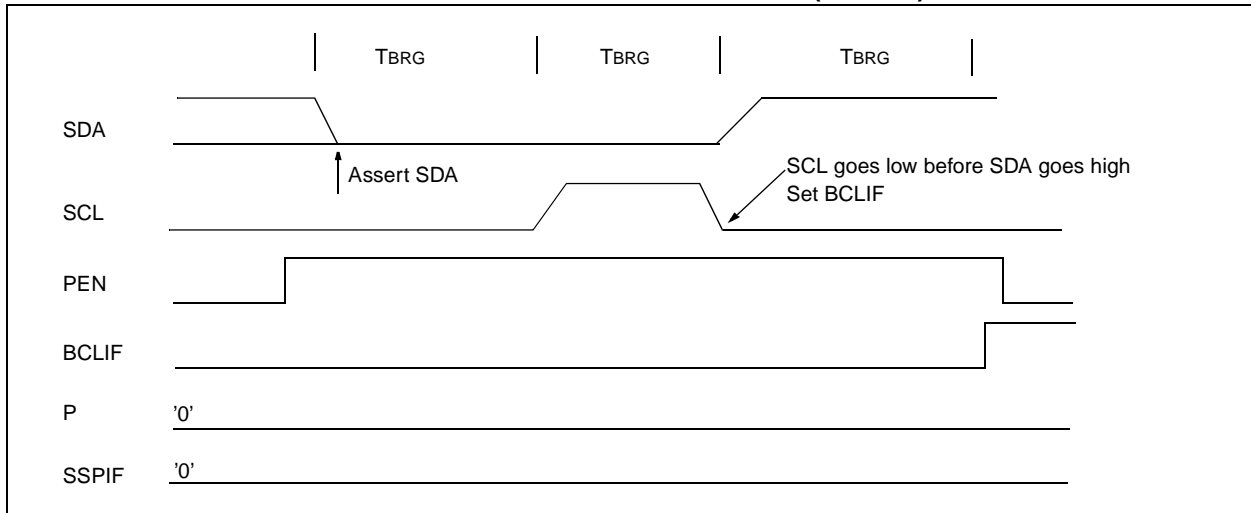 TBRG TBRG TBRG
SDA
Assert SDA
SCL goes low before SDA goes high
Set BCLIF
SCL
PEN
BCLIF
P '0'
SSPIF '0'